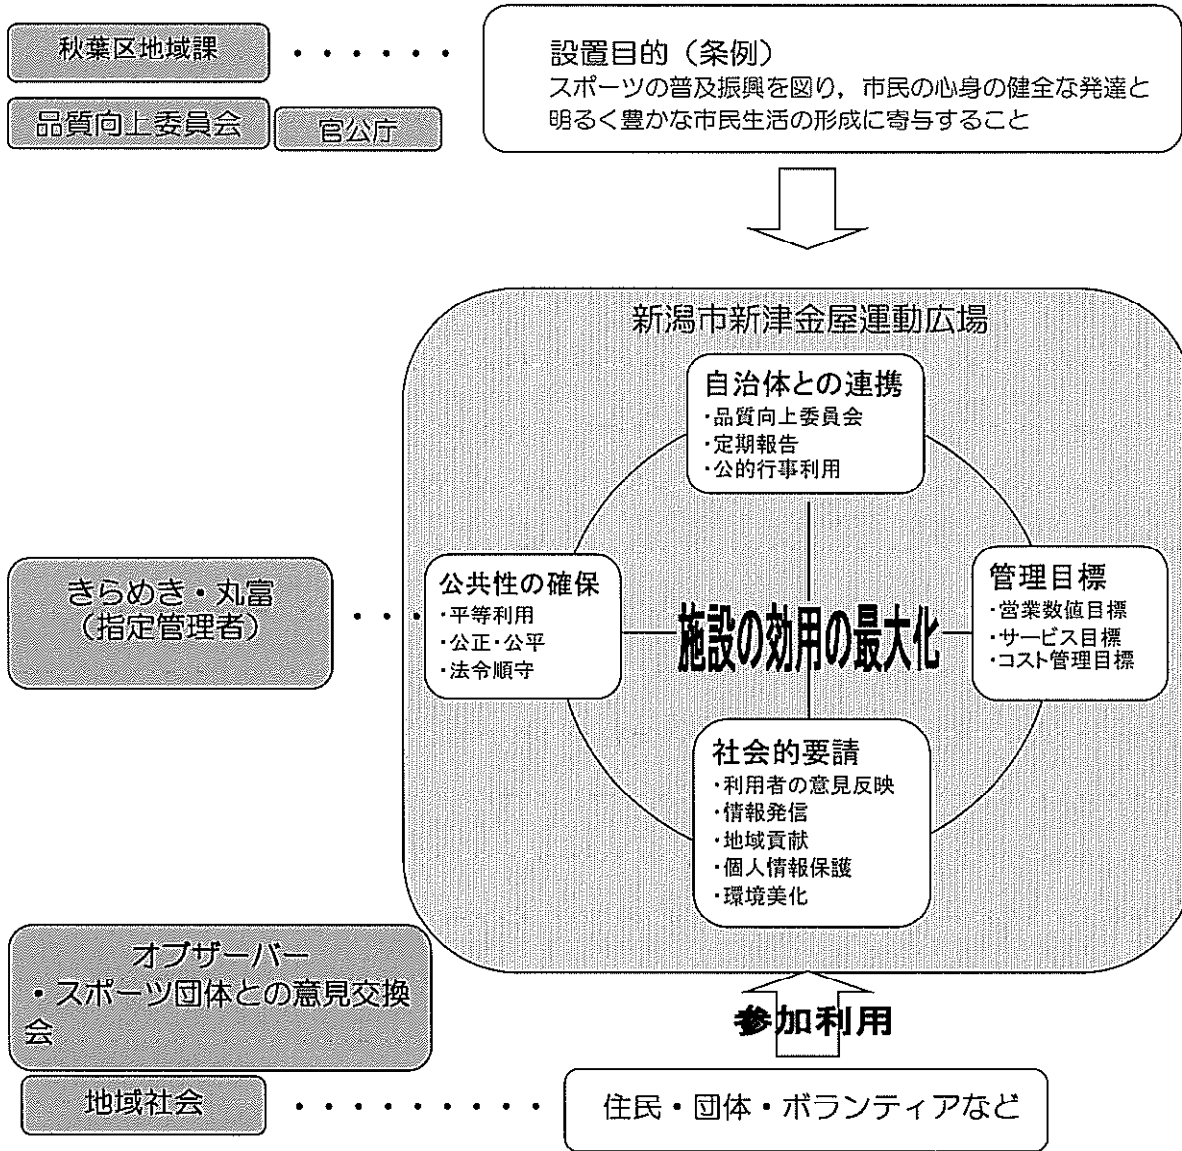 秋葉区地域課
・・・・・・
設置目的（条例）
スポーツの普及振興を図り，市民の心身の健全な発達と
明るく豊かな市民生活の形成に寄与すること
品質向上委員会
官公庁
新潟市新津金屋運動広場
自治体との連携
・品質向上委員会
・定期報告
・公的行事利用
きらめき・丸富
（指定管理者）
・・・
公共性の確保
・平等利用
・公正・公平
・法令順守
施設の効用の最大化
管理目標
・営業数値目標
・サービス目標
・コスト管理目標
社会的要請
・利用者の意見反映
・情報発信
・地域貢献
・個人情報保護
・環境美化
オブザーバー
・スポーツ団体との意見交換
会
参加利用
地域社会
・・・・・・・・・
住民・団体・ボランティアなど